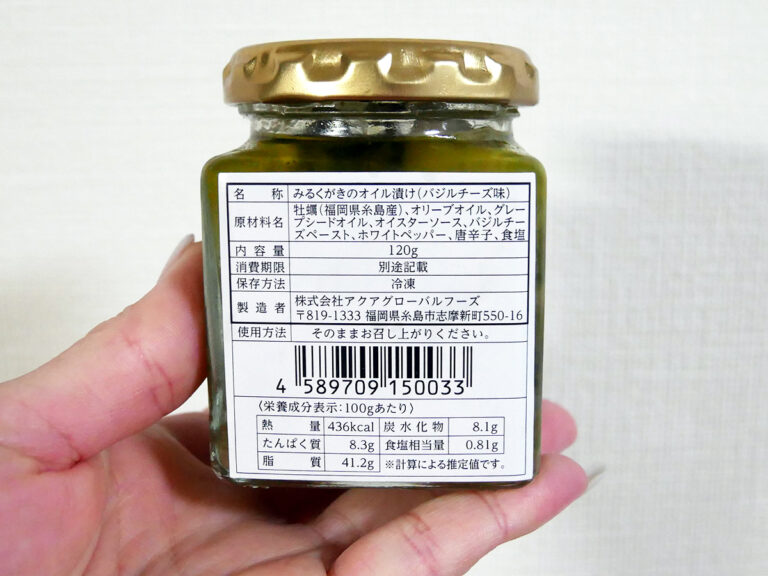 名称 みるくがきのオイル漬け(バジルチーズ味)
原材料名 牡蠣(福岡県糸島産)、オリーブオイル、グレー
プシードオイル、オイスターソース、バジルチー
ズペースト、ホワイトペッパー、唐辛子、食塩
内容量 120g
消費期限 別途記載
保存方法 冷凍
製造者 株式会社アクアグローバルフーズ
〒819-1333 福岡県糸島市志摩新町550-16
使用方法 そのままお召し上がりください。
4 589709 150033
(栄養成分表示:100gあたり)
熱量 436kcal 炭水化物 8.1g
たんぱく質 8.3g 食塩相当量 0.81g
脂質 41.2g ※計算による推定値です。